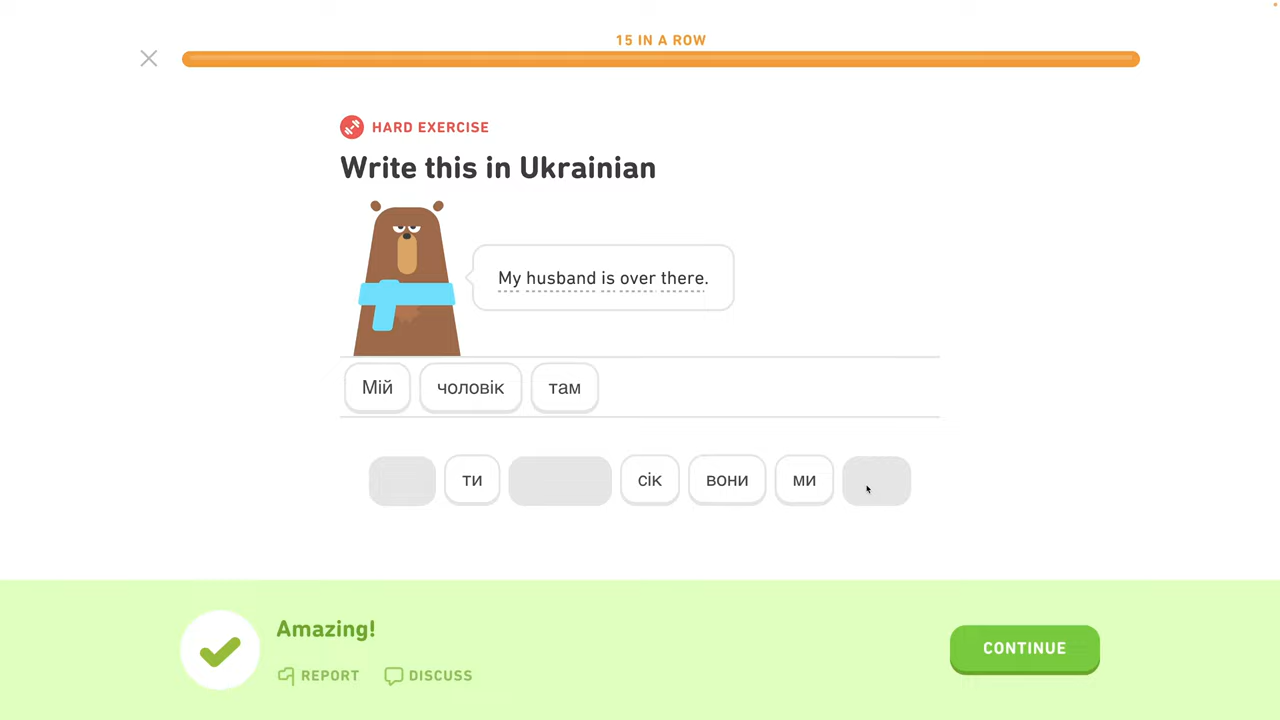 15 IN A ROW
HARD EXERCISE
Write this in Ukrainian
My husband is over there.
Мій чоловік там
ти сік вони ми
Amazing!
REPORT DISCUSS
CONTINUE